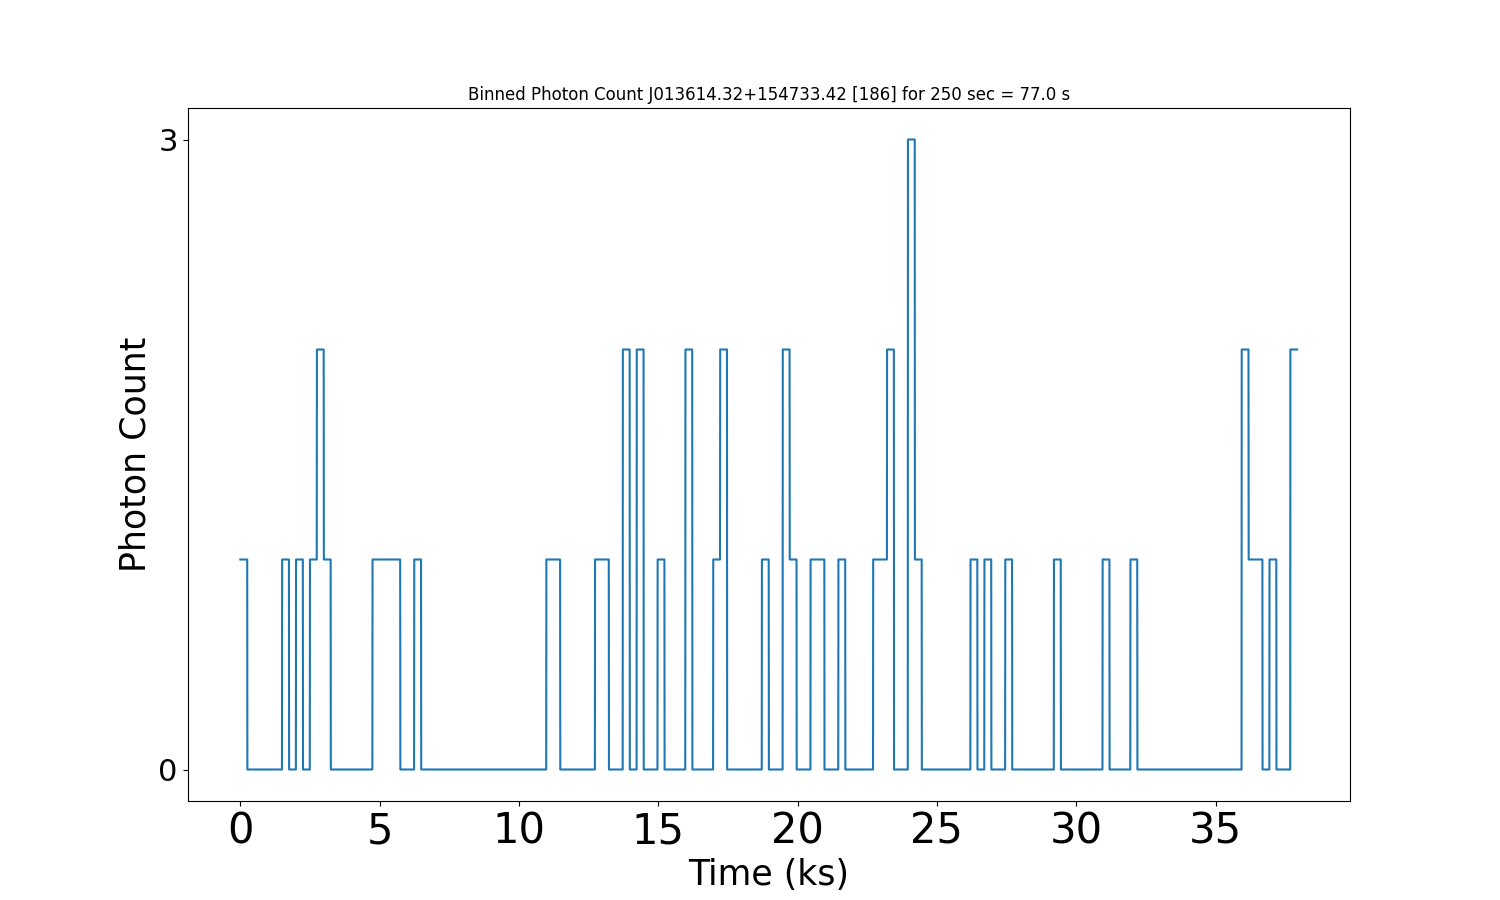 Binned Photon Count J013614.32+154733.42 [186] for 250 sec = 77.0 s
3
Photon Count
0
0 5 10 15 20 25 30 35
Time (ks)